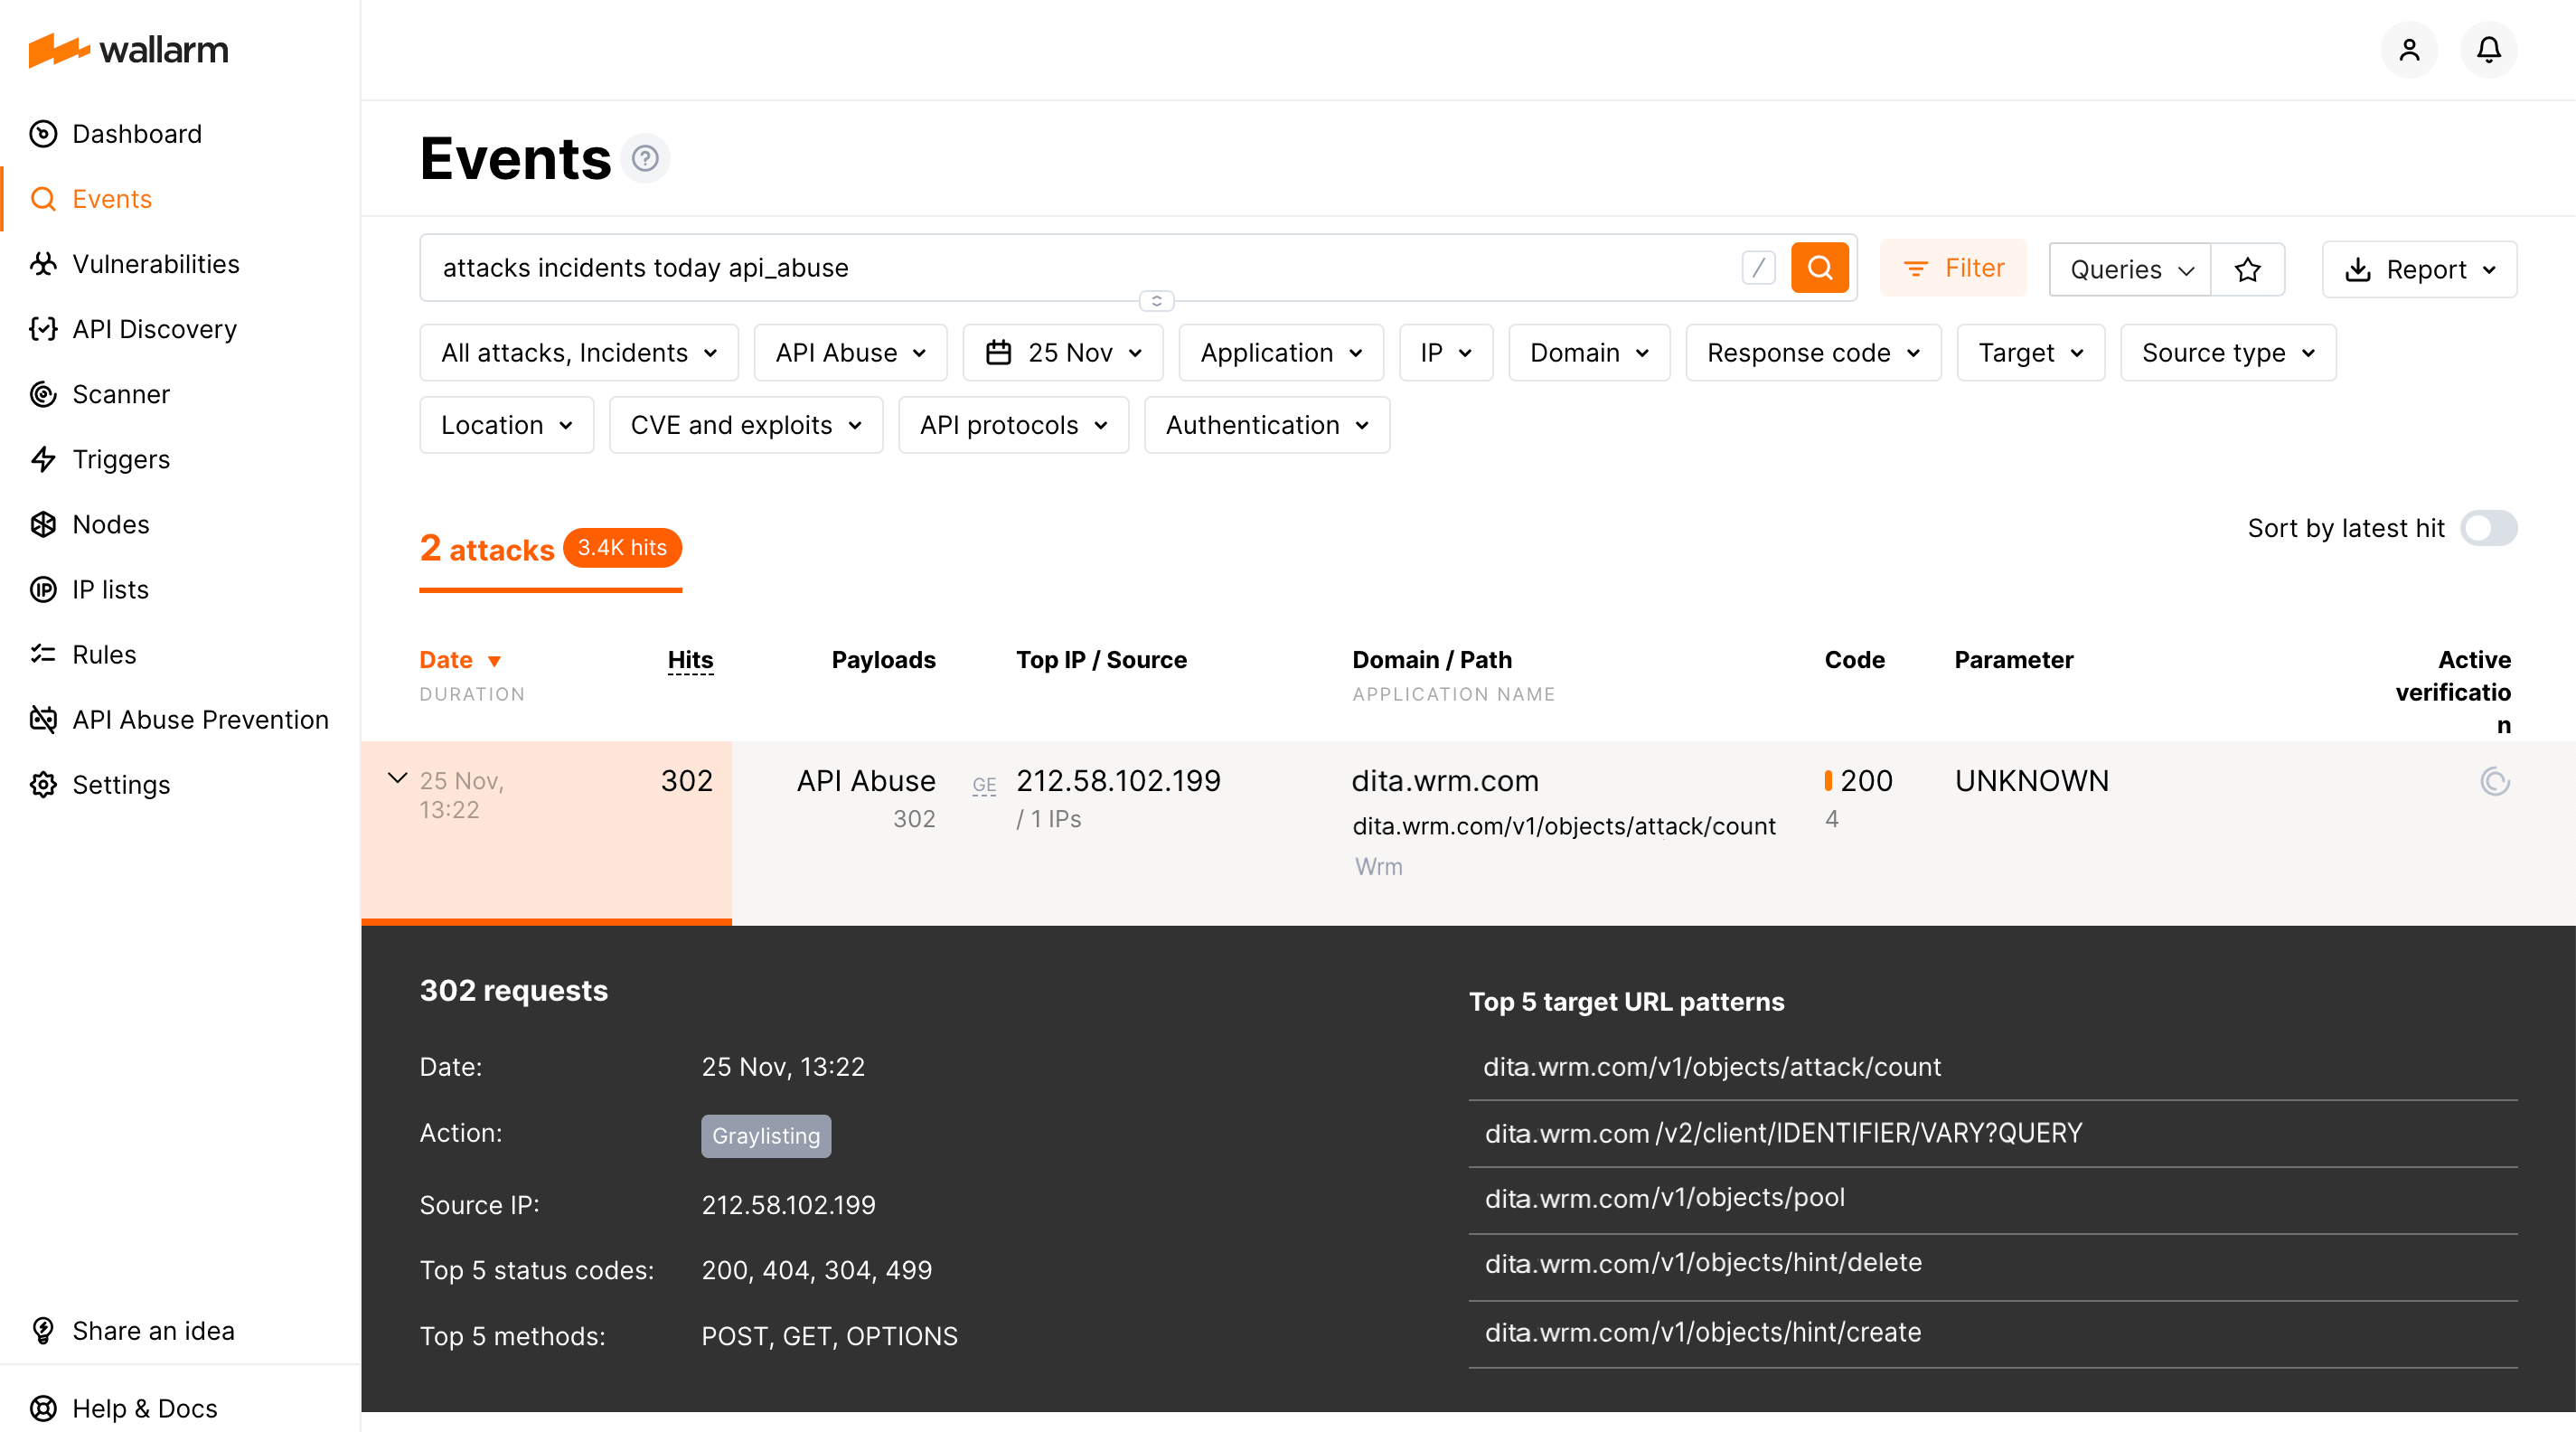 wallarm
Dashboard
Events
Vulnerabilities
API Discovery
Scanner
Triggers
Nodes
IP lists
Rules
API Abuse Prevention
Settings
Share an idea
Help & Docs
Events
attacks incidents today api_abuse /
Filter
Queries
Report
All attacks, Incidents
API Abuse
25 Nov
Application
IP
Domain
Response code
Target
Source type
Location
CVE and exploits
API protocols
Authentication
2 attacks 3.4K hits
Sort by latest hit
Date Hits Payloads Top IP / Source Domain / Path Code Parameter Active
DURATION APPLICATION NAME verificatio
n
25 Nov, 302 API Abuse GE 212.58.102.199 dita.wrm.com 200 UNKNOWN
13:22 302 / 1 IPs dita.wrm.com/v1/objects/attack/count 4
Wrm
302 requests
Date: 25 Nov, 13:22
Action: Graylisting
Source IP: 212.58.102.199
Top 5 status codes: 200, 404, 304, 499
Top 5 methods: POST, GET, OPTIONS
Top 5 target URL patterns
dita.wrm.com/v1/objects/attack/count
dita.wrm.com/v2/client/IDENTIFIER/VARY?QUERY
dita.wrm.com/v1/objects/pool
dita.wrm.com/v1/objects/hint/delete
dita.wrm.com/v1/objects/hint/create